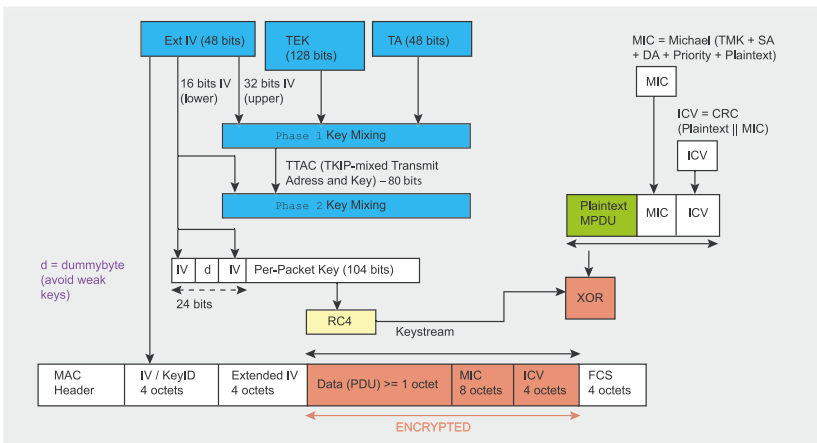 Ext IV (48 bits)
TEK
(128 bits)
TA (48 bits)
MIC = Michael (TMK + SA
+ DA + Priority + Plaintext)
16 bits IV
(lower)
32 bits IV
(upper)
MIC
ICV = CRC
(Plaintext || MIC)
Phase 1 Key Mixing
ICV
TTAC (TKIP-mixed Transmit
Adress and Key) – 80 bits
Phase 2 Key Mixing
Plaintext
MPDU
MIC
ICV
d = dummybyte
(avoid weak
keys)
IV
d
IV
Per-Packet Key (104 bits)
24 bits
XOR
RC4
Keystream
MAC
Header
IV / KeyID
4 octets
Extended IV
4 octets
Data (PDU) >= 1 octet
MIC
8 octets
ICV
4 octets
FCS
4 octets
ENCRYPTED